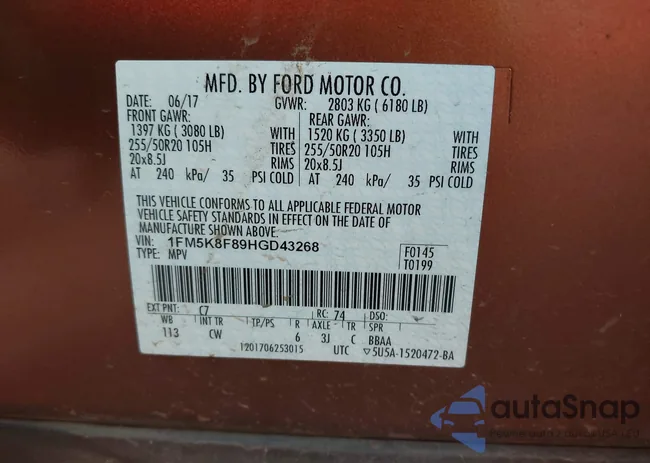 MFD. BY FORD MOTOR CO.
DATE: 06/17 GVWR: 2803 KG ( 6180 LB)
FRONT GAWR: REAR GAWR:
1397 KG ( 3080 LB) WITH 1520 KG ( 3350 LB) WITH
255/50R20 105H TIRES 255/50R20 105H TIRES
20x8.5J RIMS 20x8.5J RIMS
AT 240 kPa/ 35 PSI COLD AT 240 kPa/ 35 PSI COLD
THIS VEHICLE CONFORMS TO ALL APPLICABLE FEDERAL MOTOR
VEHICLE SAFETY STANDARDS IN EFFECT ON THE DATE OF
MANUFACTURE SHOWN ABOVE.
VIN: 1FM5K8F89HGD43268 F0145
TYPE: MPV T0199
EXT PNT: C7 RC: 74 DSO:
WB INT TR TP/PS R AXLE TR SPR
113 CW 6 3J C BBAA
1201706253015 UTC ▽5U5A-1520472-BA
autoSnap